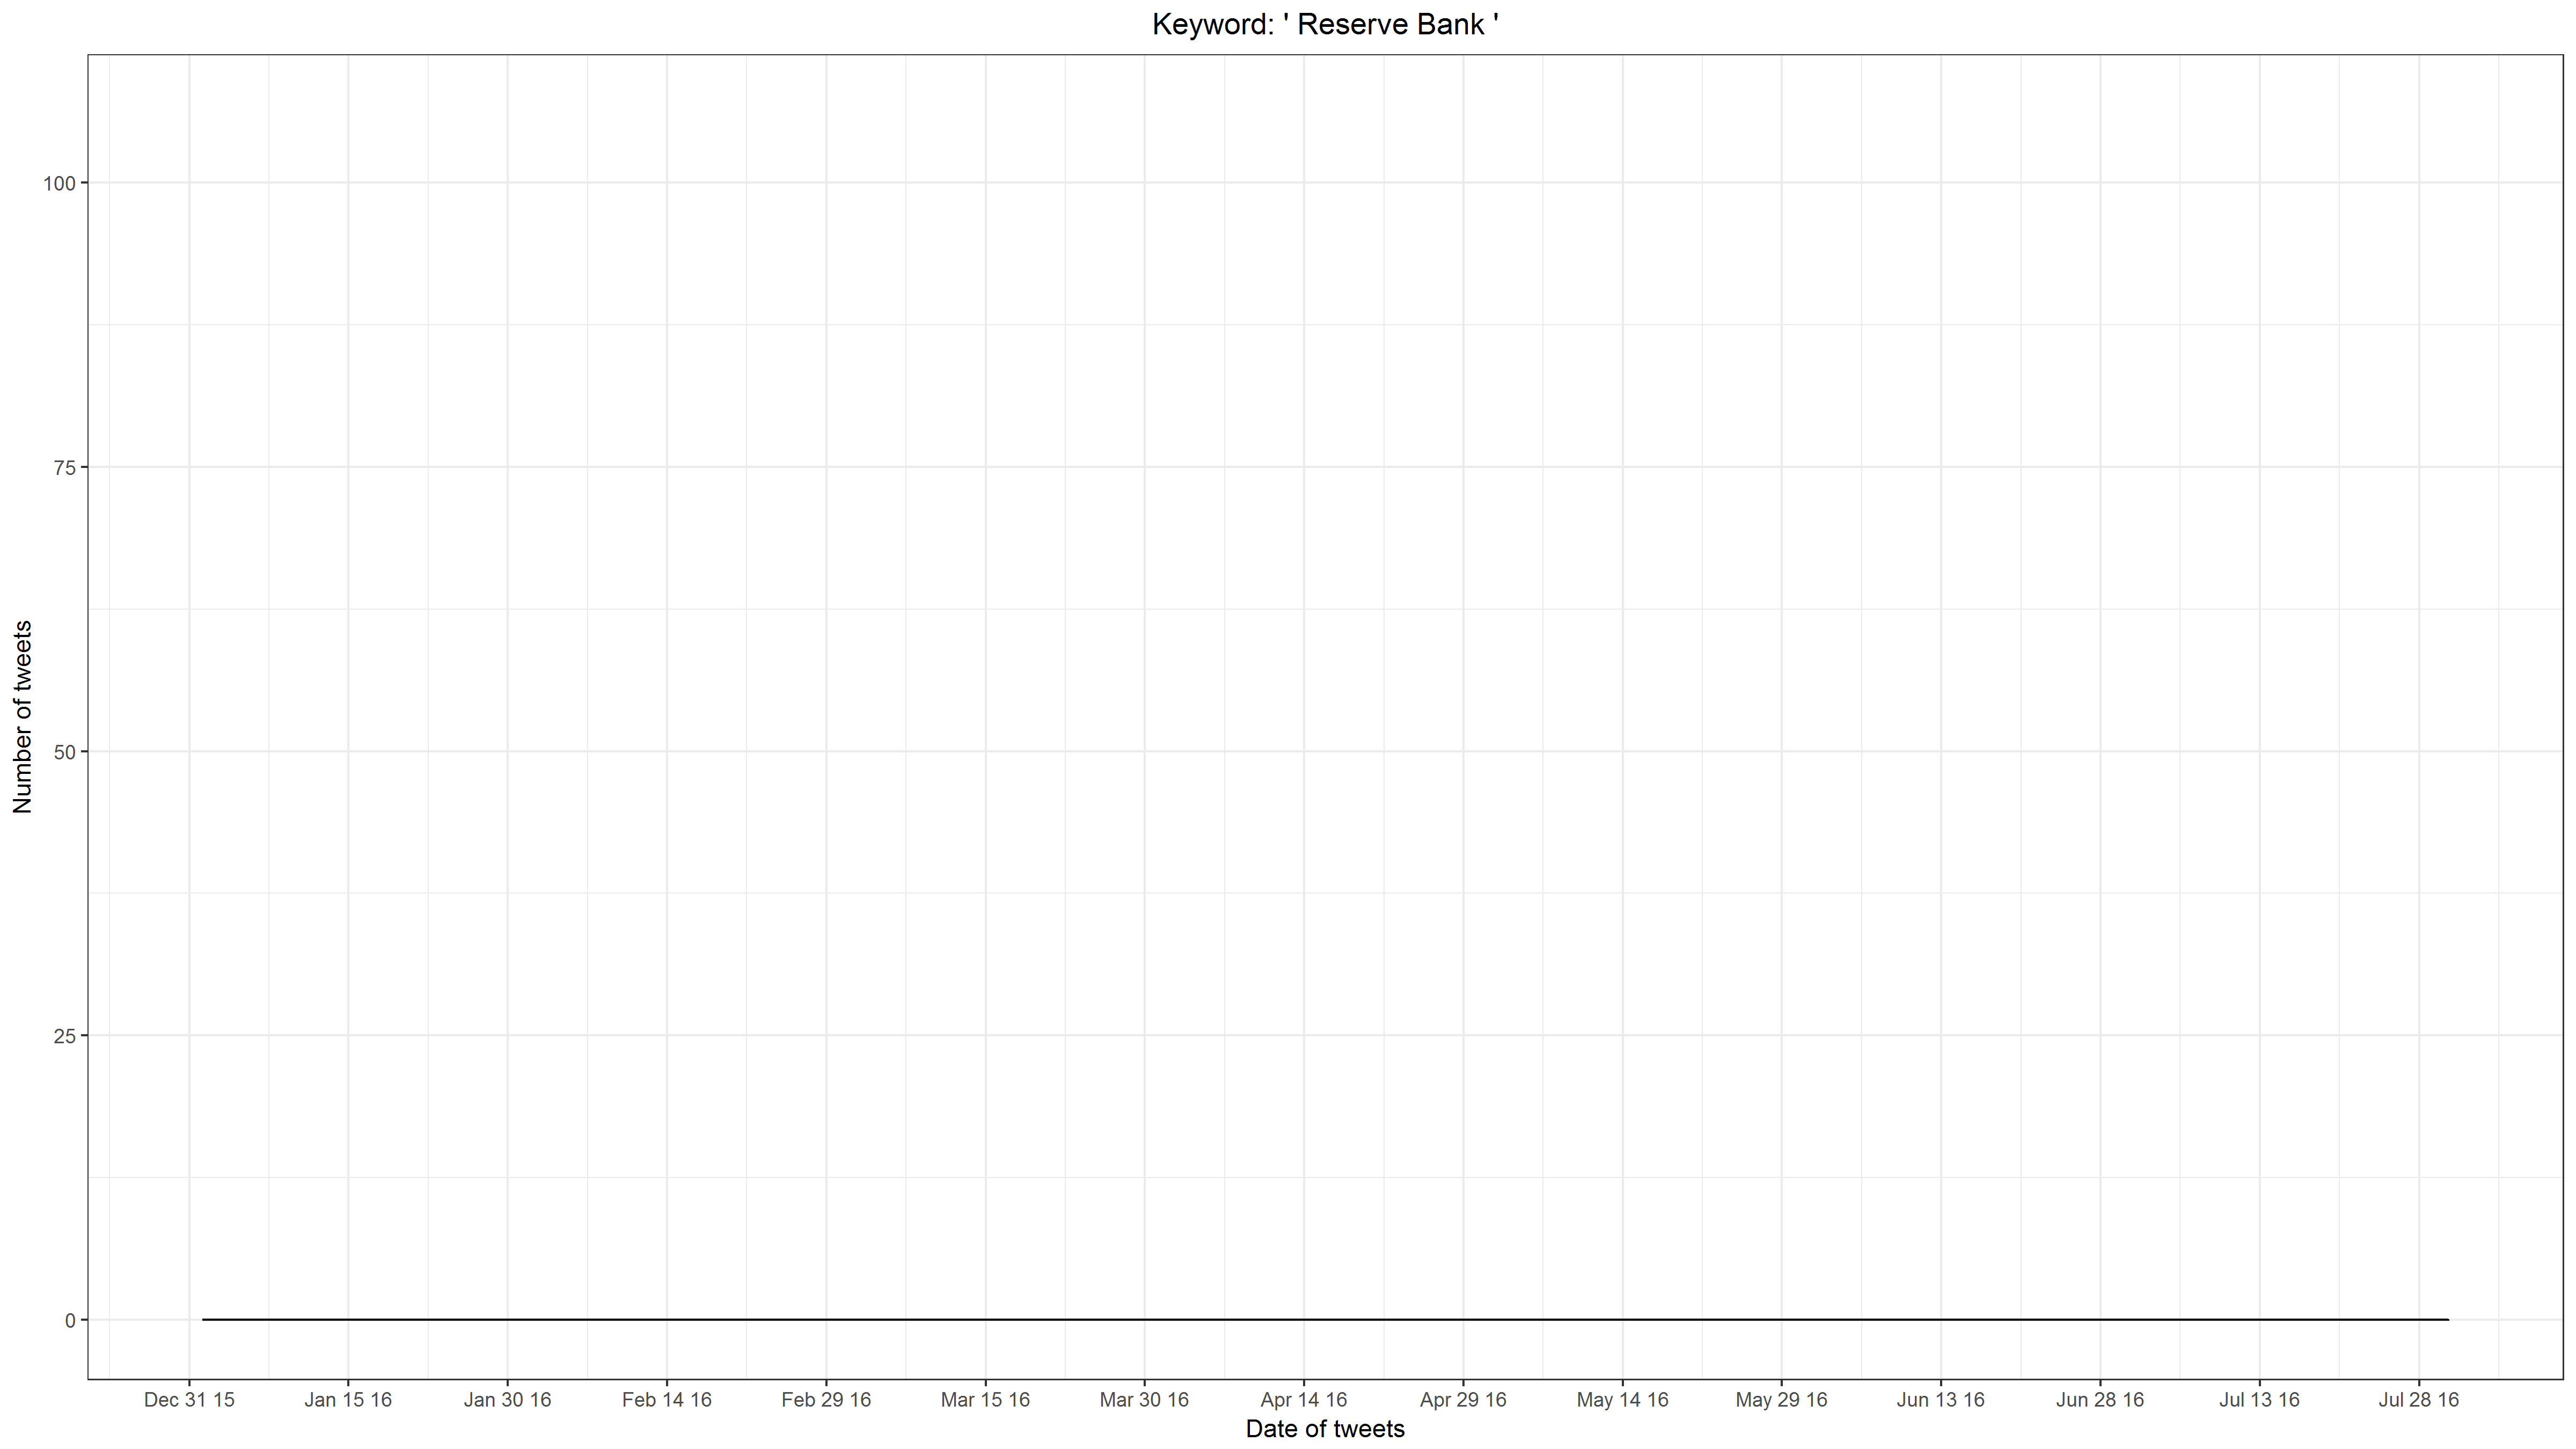 Keyword: ' Reserve Bank '
Number of tweets
100
75
50
25
0
Dec 31 15 Jan 15 16 Jan 30 16 Feb 14 16 Feb 29 16 Mar 15 16 Mar 30 16 Apr 14 16 Apr 29 16 May 14 16 May 29 16 Jun 13 16 Jun 28 16 Jul 13 16 Jul 28 16
Date of tweets